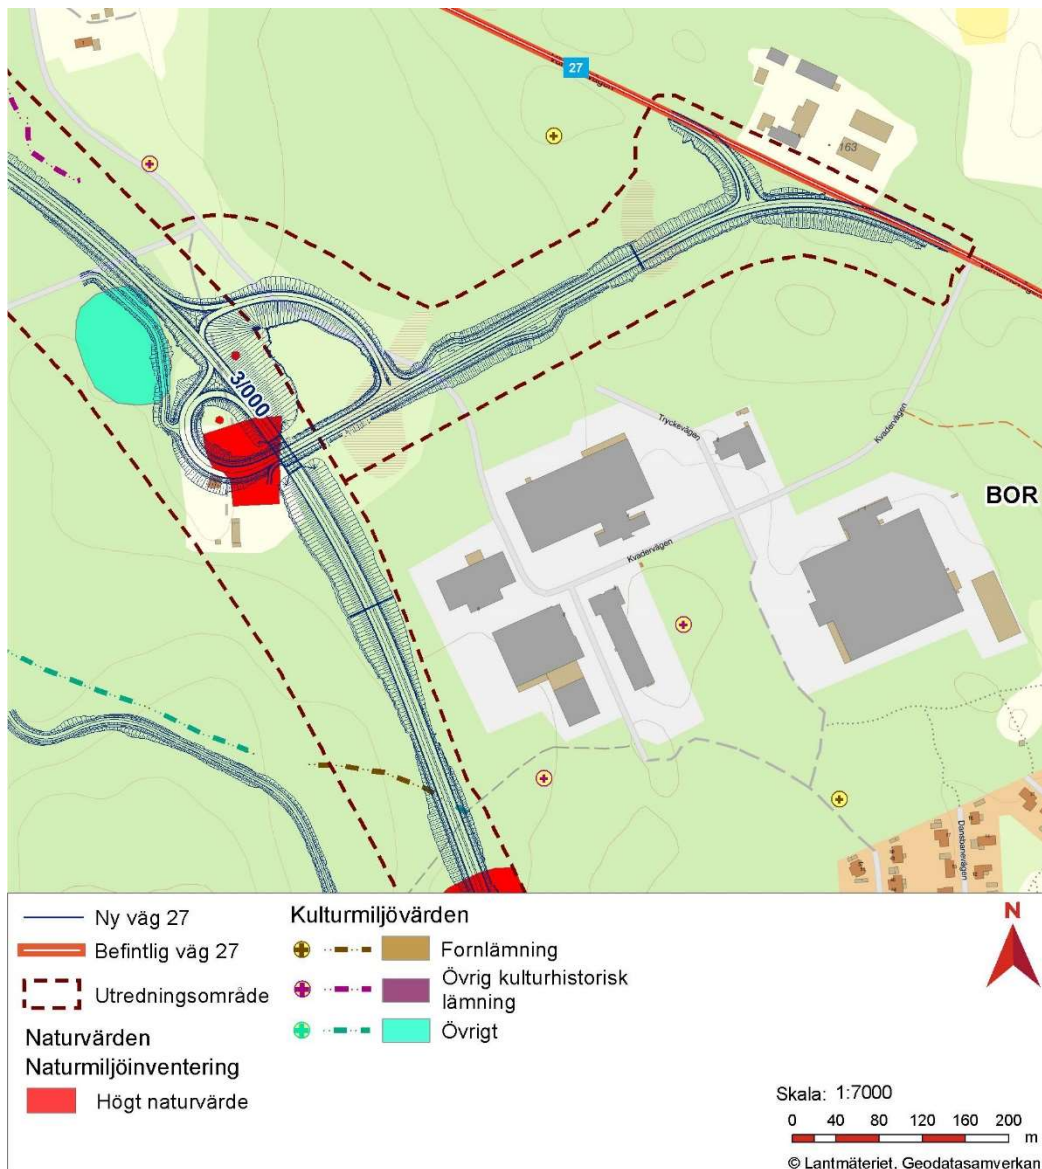 27
163
3/000
Tryckevägen
Kvadervägen
BOR
Kvadervägen
Dansbanevägen
Ny väg 27
Befintlig väg 27
Utredningsområde
Naturvärden
Naturmiljöinventering
Högt naturvärde
Kulturmiljövärden
Fornlämning
Övrig kulturhistorisk
lämning
Övrigt
N
Skala: 1:7000
0 40 80 120 160 200
m
© Lantmäteriet, Geodatasamverkan